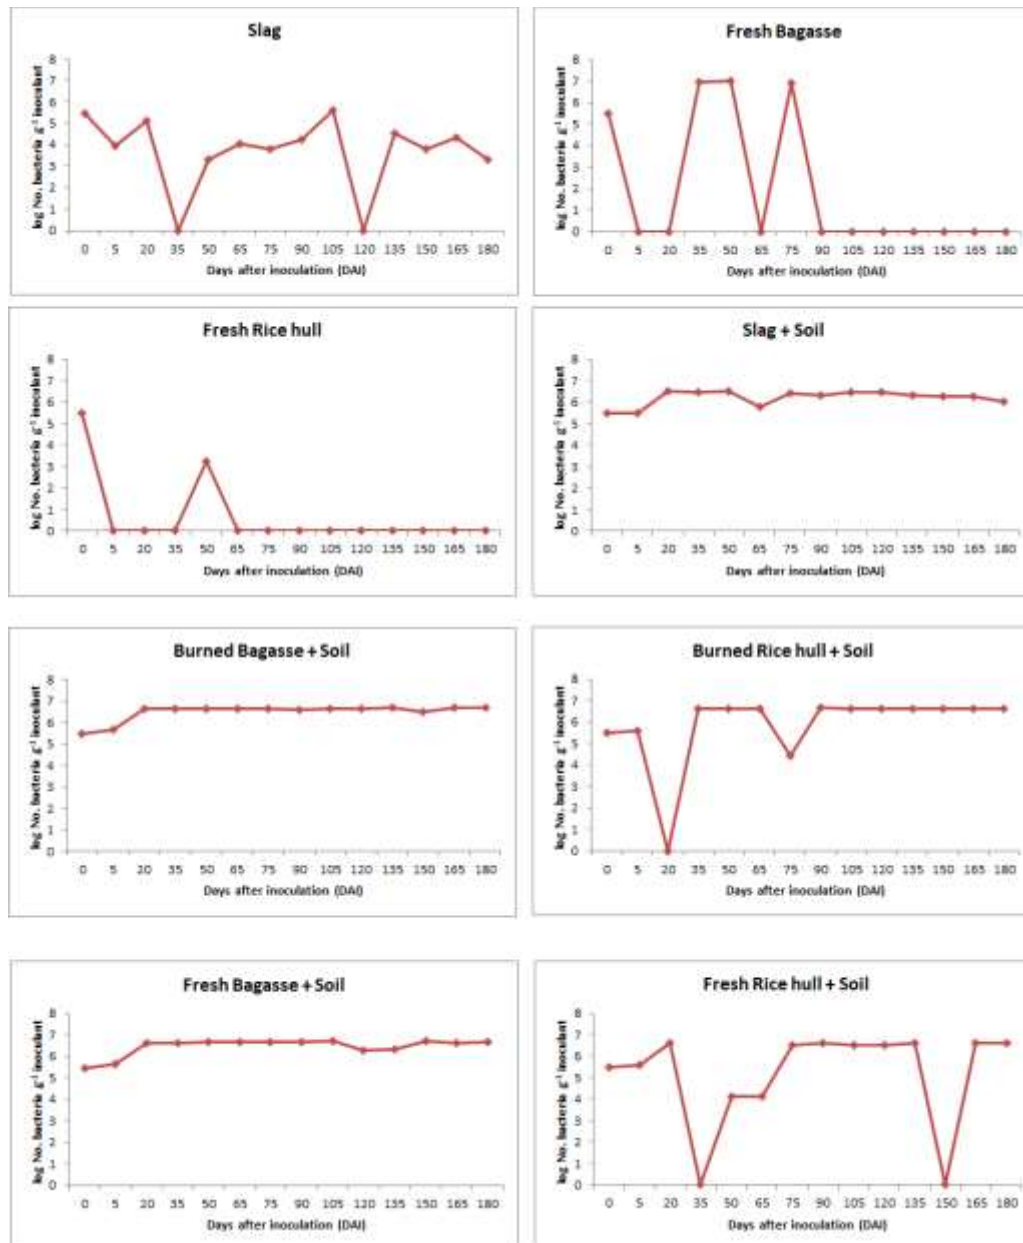 Slag
log No. bacteria g⁻¹ inoculant
8
7
6
5
4
3
2
1
0
0 5 20 35 50 65 75 90 105 120 135 150 165 180
Days after inoculation (DAI)
Fresh Bagasse
log No. bacteria g⁻¹ inoculant
8
7
6
5
4
3
2
1
0
0 5 20 35 50 65 75 90 105 120 135 150 165 180
Days after inoculation (DAI)
Fresh Rice hull
log No. bacteria g⁻¹ inoculant
8
7
6
5
4
3
2
1
0
0 5 20 35 50 65 75 90 105 120 135 150 165 180
Days after inoculation (DAI)
Slag + Soil
log No. bacteria g⁻¹ inoculant
8
7
6
5
4
3
2
1
0
0 5 20 35 50 65 75 90 105 120 135 150 165 180
Days after inoculation (DAI)
Burned Bagasse + Soil
log No. bacteria g⁻¹ inoculant
8
7
6
5
4
3
2
1
0
0 5 20 35 50 65 75 90 105 120 135 150 165 180
Days after inoculation (DAI)
Burned Rice hull + Soil
log No. bacteria g⁻¹ inoculant
8
7
6
5
4
3
2
1
0
0 5 20 35 50 65 75 90 105 120 135 150 165 180
Days after inoculation (DAI)
Fresh Bagasse + Soil
log No. bacteria g⁻¹ inoculant
8
7
6
5
4
3
2
1
0
0 5 20 35 50 65 75 90 105 120 135 150 165 180
Days after inoculation (DAI)
Fresh Rice hull + Soil
log No. bacteria g⁻¹ inoculant
8
7
6
5
4
3
2
1
0
0 5 20 35 50 65 75 90 105 120 135 150 165 180
Days after inoculation (DAI)